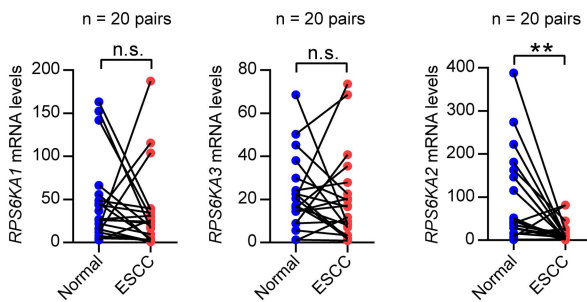 n = 20 pairs
n.s.
RPS6KA1 mRNA levels
200
150
100
50
0
Normal
ESCC
n = 20 pairs
n.s.
RPS6KA3 mRNA levels
80
60
40
20
0
Normal
ESCC
n = 20 pairs
**
RPS6KA2 mRNA levels
400
300
200
100
0
Normal
ESCC